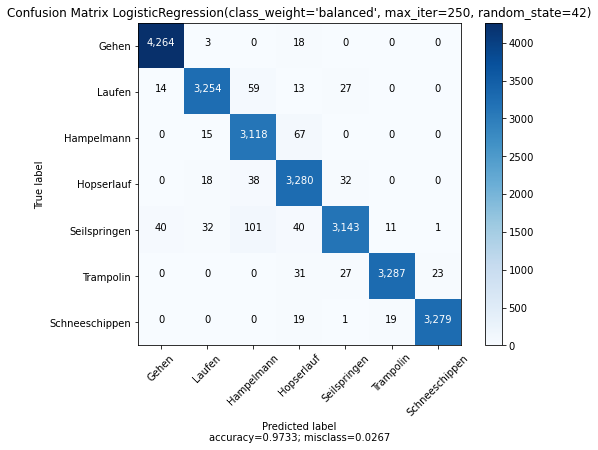 Confusion Matrix LogisticRegression(class_weight='balanced', max_iter=250, random_state=42)
True label
Gehen 4,264 3 0 18 0 0 0
Laufen 14 3,254 59 13 27 0 0
Hampelmann 0 15 3,118 67 0 0 0
Hopserlauf 0 18 38 3,280 32 0 0
Seilspringen 40 32 101 40 3,143 11 1
Trampolin 0 0 0 31 27 3,287 23
Schneeschippen 0 0 0 19 1 19 3,279
Gehen Laufen Hampelmann Hopserlauf Seilspringen Trampolin Schneeschippen
Predicted label
accuracy=0.9733; misclass=0.0267
4000
3500
3000
2500
2000
1500
1000
500
0